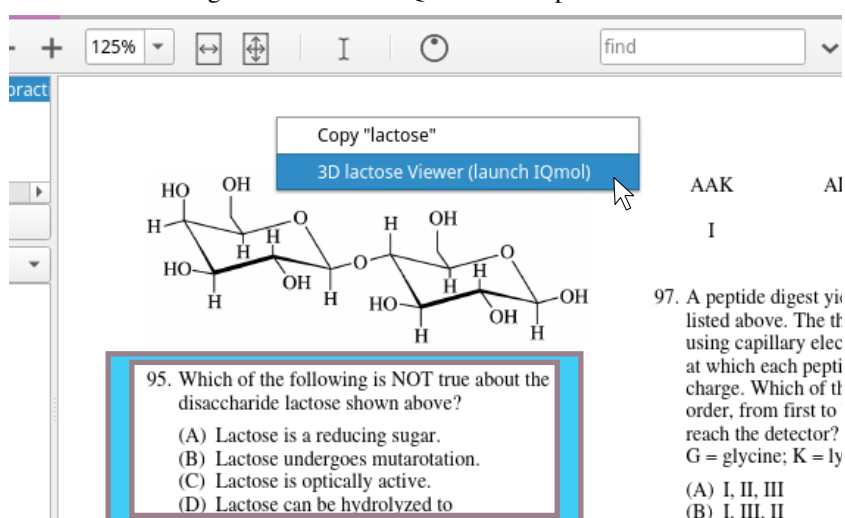 125%
find
pract
Copy "lactose"
3D lactose Viewer (launch IQmol)
HO
OH
H
O
H
H
HO
OH
H
H
O
H
OH
O
H
H
HO
OH
H
H
OH
95. Which of the following is NOT true about the
disaccharide lactose shown above?
(A) Lactose is a reducing sugar.
(B) Lactose undergoes mutarotation.
(C) Lactose is optically active.
(D) Lactose can be hydrolyzed to
AAK
I
97. A peptide digest yi
listed above. The th
using capillary elec
at which each pepti
charge. Which of th
order, from first to
reach the detector?
G = glycine; K = ly
(A) I, II, III
(B) I, III, II